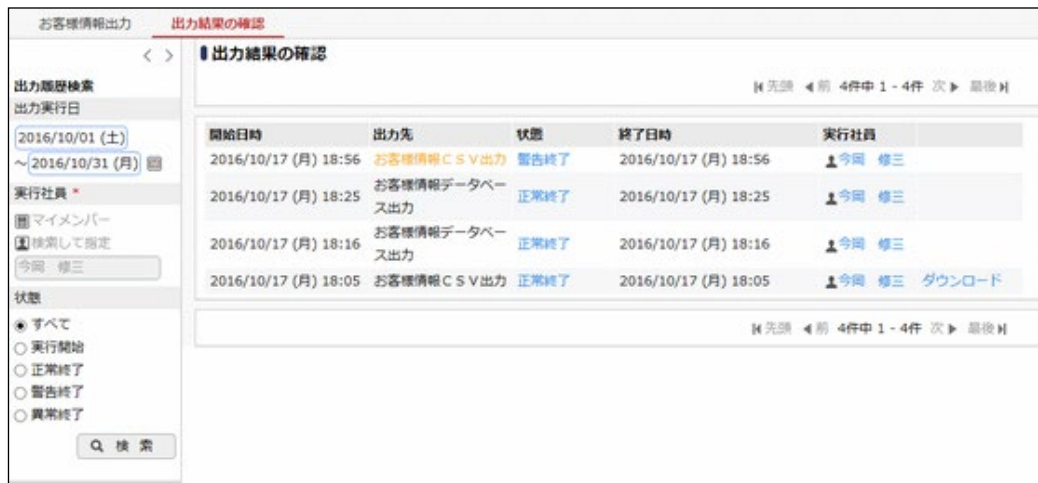 お客様情報出力 出力結果の確認
出力履歴検索
出力実行日
2016/10/01 (土)
～2016/10/31 (月)
実行社員 *
マイメンバー
検索して指定
今岡 修三
状態
すべて
実行開始
正常終了
警告終了
異常終了
検 索
出力結果の確認
先頭 前 4件中 1 - 4件 次 最後
開始日時 出力先 状態 終了日時 実行社員
2016/10/17 (月) 18:56 お客様情報ＣＳＶ出力 警告終了 2016/10/17 (月) 18:56 今岡 修三
2016/10/17 (月) 18:25 お客様情報データベー
ス出力 正常終了 2016/10/17 (月) 18:25 今岡 修三
2016/10/17 (月) 18:16 お客様情報データベー
ス出力 正常終了 2016/10/17 (月) 18:16 今岡 修三
2016/10/17 (月) 18:05 お客様情報ＣＳＶ出力 正常終了 2016/10/17 (月) 18:05 今岡 修三 ダウンロード
先頭 前 4件中 1 - 4件 次 最後